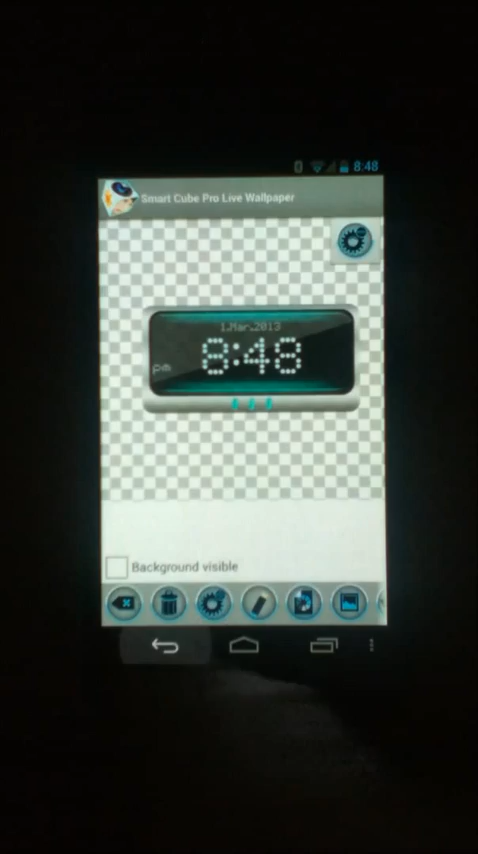 8:48
Smart Cube Pro Live Wallpaper
1.Mar.2013
8:48
pm
Background visible